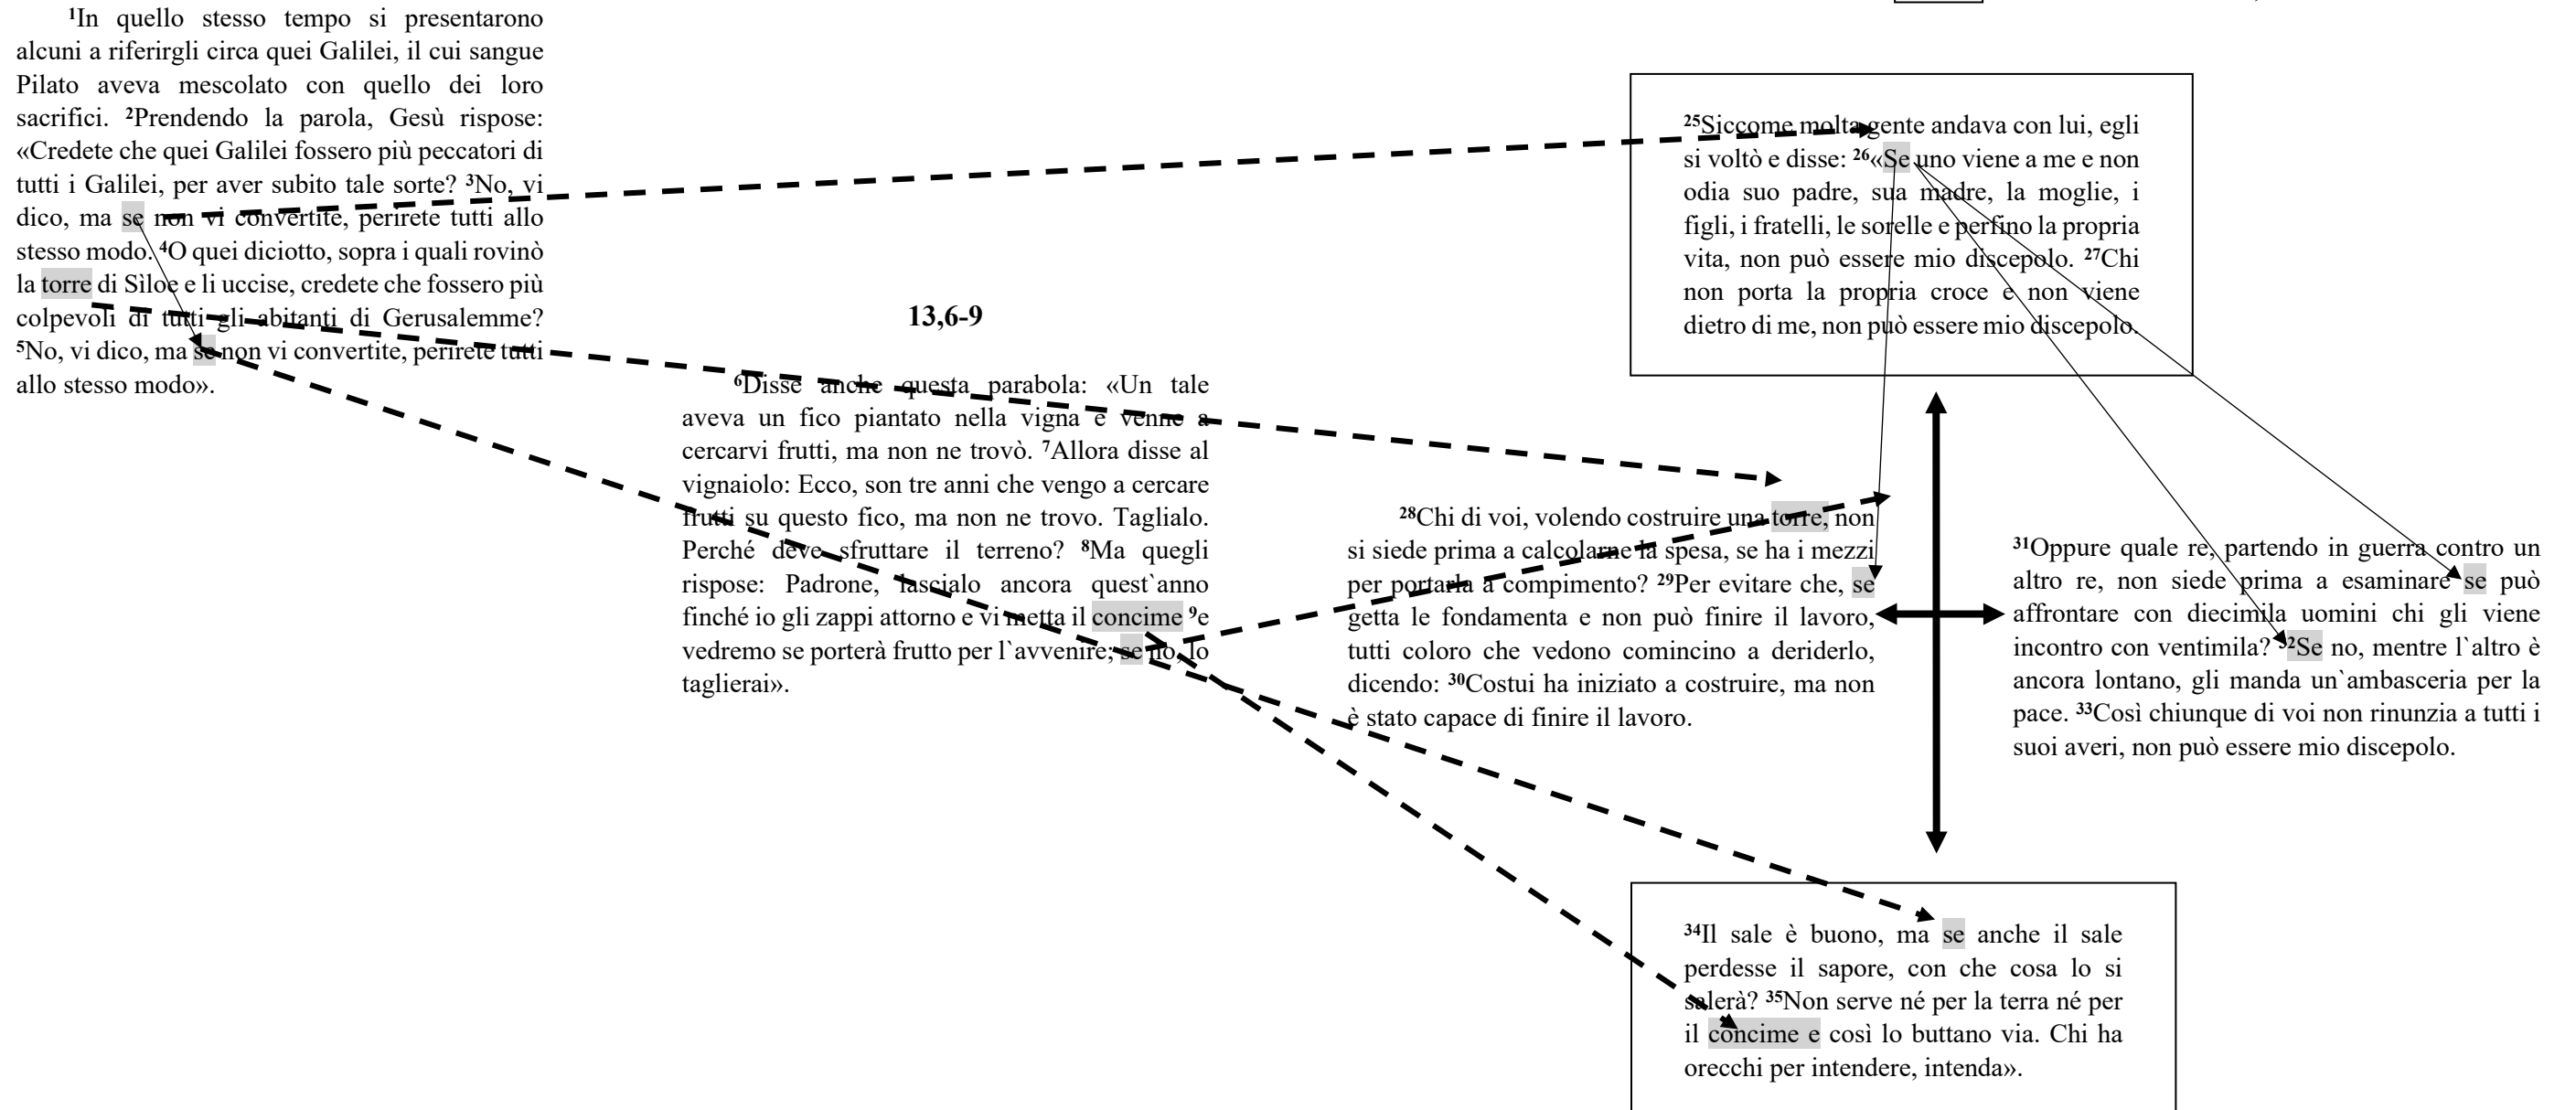 ¹In quello stesso tempo si presentarono
alcuni a riferirgli circa quei Galilei, il cui sangue
Pilato aveva mescolato con quello dei loro
sacrifici. ²Prendendo la parola, Gesù rispose:
«Credete che quei Galilei fossero più peccatori di
tutti i Galilei, per aver subito tale sorte? ³No, vi
dico, ma se non vi convertite, perirete tutti allo
stesso modo. ⁴O quei diciotto, sopra i quali rovinò
la torre di Sìloe e li uccise, credete che fossero più
colpevoli di tutti gli abitanti di Gerusalemme?
⁵No, vi dico, ma se non vi convertite, perirete tutti
allo stesso modo».
13,6-9
⁶Disse anche questa parabola: «Un tale
aveva un fico piantato nella vigna e venne a
cercarvi frutti, ma non ne trovò. ⁷Allora disse al
vignaiolo: Ecco, son tre anni che vengo a cercare
frutti su questo fico, ma non ne trovo. Taglialo.
Perché deve sfruttare il terreno? ⁸Ma quegli
rispose: Padrone, lascialo ancora quest`anno
finché io gli zappi attorno e vi metta il concime ⁹e
vedremo se porterà frutto per l`avvenire; se no, lo
taglierai».
²⁵Siccome molta gente andava con lui, egli
si voltò e disse: ²⁶«Se uno viene a me e non
odia suo padre, sua madre, la moglie, i
figli, i fratelli, le sorelle e perfino la propria
vita, non può essere mio discepolo. ²⁷Chi
non porta la propria croce e non viene
dietro di me, non può essere mio discepolo.
²⁸Chi di voi, volendo costruire una torre, non
si siede prima a calcolarne la spesa, se ha i mezzi
per portarla a compimento? ²⁹Per evitare che, se
getta le fondamenta e non può finire il lavoro,
tutti coloro che vedono comincino a deriderlo,
dicendo: ³⁰Costui ha iniziato a costruire, ma non
è stato capace di finire il lavoro.
³¹Oppure quale re, partendo in guerra contro un
altro re, non siede prima a esaminare se può
affrontare con diecimila uomini chi gli viene
incontro con ventimila? ³²Se no, mentre l`altro è
ancora lontano, gli manda un`ambasceria per la
pace. ³³Così chiunque di voi non rinunzia a tutti i
suoi averi, non può essere mio discepolo.
³⁴Il sale è buono, ma se anche il sale
perdesse il sapore, con che cosa lo si
salerà? ³⁵Non serve né per la terra né per
il concime e così lo buttano via. Chi ha
orecchi per intendere, intenda».